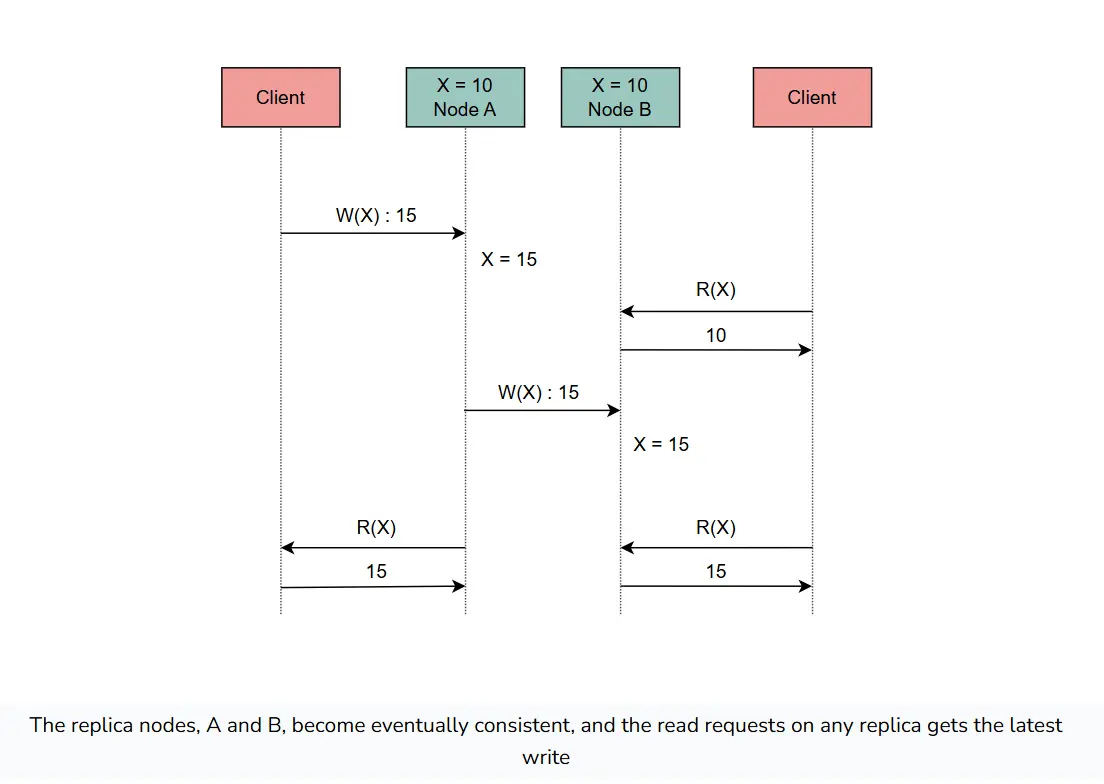 Client
X = 10
Node A
X = 10
Node B
Client
W(X) : 15
X = 15
R(X)
10
W(X) : 15
X = 15
R(X)
R(X)
15
15
The replica nodes, A and B, become eventually consistent, and the read requests on any replica gets the latest
write